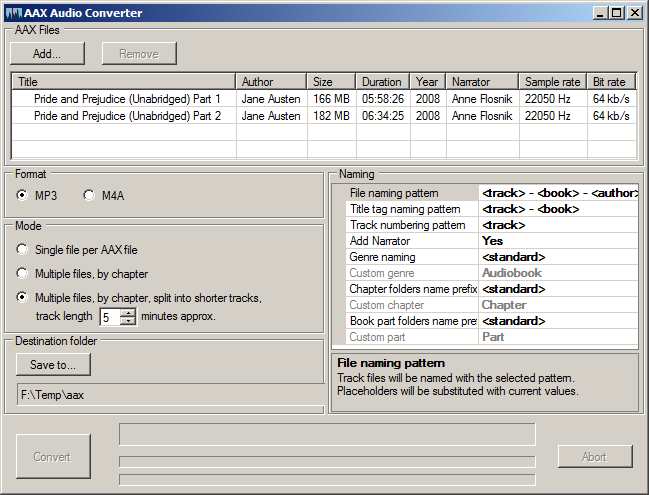 AAX Audio Converter
AAX Files
Add... Remove
Title Author Size Duration Year Narrator Sample rate Bit rate
Pride and Prejudice (Unabridged) Part 1 Jane Austen 166 MB 05:58:26 2008 Anne Flosnik 22050 Hz 64 kb/s
Pride and Prejudice (Unabridged) Part 2 Jane Austen 182 MB 06:34:25 2008 Anne Flosnik 22050 Hz 64 kb/s
Format
MP3 M4A
Mode
Single file per AAX file
Multiple files, by chapter
Multiple files, by chapter, split into shorter tracks,
track length 5 minutes approx.
Destination folder
Save to...
F:\Temp\aax
Naming
File naming pattern <track> - <book> - <author>
Title tag naming pattern <track> - <book>
Track numbering pattern <track>
Add Narrator Yes
Genre naming <standard>
Custom genre Audiobook
Chapter folders name prefix <standard>
Custom chapter Chapter
Book part folders name pre <standard>
Custom part Part
File naming pattern
Track files will be named with the selected pattern.
Placeholders will be substituted with current values.
Convert Abort